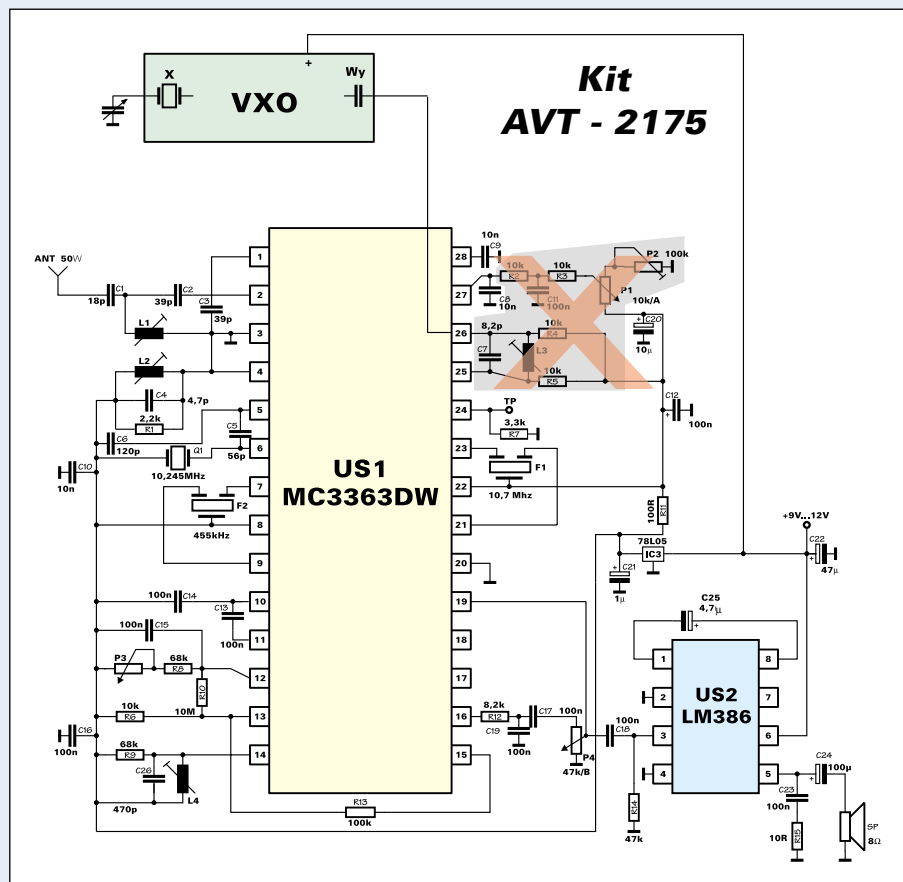 X
+
Wy
VXO
Kit
AVT - 2175
ANT 50W
C1
18p
C2
39p
C3
39p
L1
L2
C4
4,7p
2,2k
R1
C6
120p
C5
56p
Q1
10,245MHz
C10
10n
F2
455kHz
100n
C14
C13
100n
100n
C15
P3
68k
R8
R10
10M
10k
R6
C16
100n
68k
R9
C26
470p
L4
R13
100k
US1
MC3363DW
1
2
3
4
5
6
7
8
9
10
11
12
13
14
28
27
26
25
24
23
22
21
20
19
18
17
16
15
10n
C9
10k
R2
10k
R3
C8
10n
C11
100n
P2
100k
P1
10k/A
+
C20
10µ
8,2p
C7
L3
10k
R4
10k
R5
TP
3,3k
R7
F1
10,7 Mhz
C12
+
100n
100R
R11
78L05
IC3
+
C21
1µ
+9V...12V
+
C22
47µ
C25
4,7µ
+
US2
LM386
1
2
3
4
8
7
6
5
8,2k
R12
C17
100n
C19
100n
P4
47k/B
100n
C18
R14
47k
C24
+
100µ
C23
100n
10R
R15
SP
8Ω